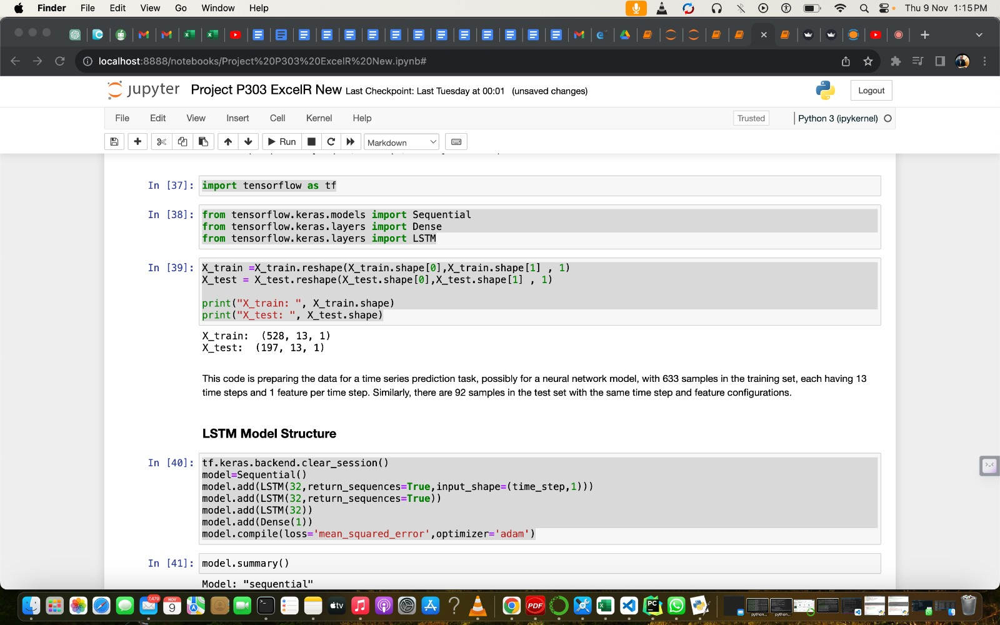 Finder File Edit View Go Window Help Thu 9 Nov 1:15 PM
localhost:8888/notebooks/Project%20P303%20ExcelR%20New.ipynb#
jupyter Project P303 ExcelR New Last Checkpoint: Last Tuesday at 00:01 (unsaved changes) Logout
File Edit View Insert Cell Kernel Help Trusted Python 3 (ipykernel)
Run Markdown
In [37]: import tensorflow as tf
In [38]: from tensorflow.keras.models import Sequential
from tensorflow.keras.layers import Dense
from tensorflow.keras.layers import LSTM
In [39]: X_train =X_train.reshape(X_train.shape[0],X_train.shape[1] , 1)
X_test = X_test.reshape(X_test.shape[0],X_test.shape[1] , 1)
print("X_train: ", X_train.shape)
print("X_test: ", X_test.shape)
X_train:  (528, 13, 1)
X_test:  (197, 13, 1)
This code is preparing the data for a time series prediction task, possibly for a neural network model, with 633 samples in the training set, each having 13
time steps and 1 feature per time step. Similarly, there are 92 samples in the test set with the same time step and feature configurations.
LSTM Model Structure
In [40]: tf.keras.backend.clear_session()
model=Sequential()
model.add(LSTM(32,return_sequences=True,input_shape=(time_step,1)))
model.add(LSTM(32,return_sequences=True))
model.add(LSTM(32))
model.add(Dense(1))
model.compile(loss='mean_squared_error',optimizer='adam')
In [41]: model.summary()
Model: "sequential"
7,470 NOV 9 tv PDF PC